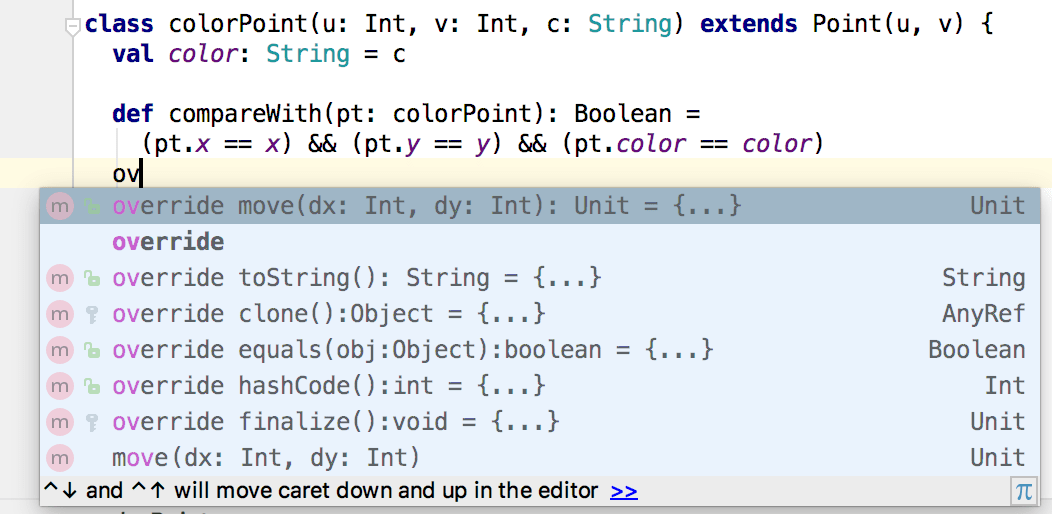 class colorPoint(u: Int, v: Int, c: String) extends Point(u, v) {
val color: String = c
def compareWith(pt: colorPoint): Boolean =
(pt.x == x) && (pt.y == y) && (pt.color == color)
ov
m override move(dx: Int, dy: Int): Unit = {...} Unit
override
m override toString(): String = {...} String
m override clone():Object = {...} AnyRef
m override equals(obj:Object):boolean = {...} Boolean
m override hashCode():int = {...} Int
m override finalize():void = {...} Unit
m move(dx: Int, dy: Int) Unit
^↓ and ^↑ will move caret down and up in the editor >> π